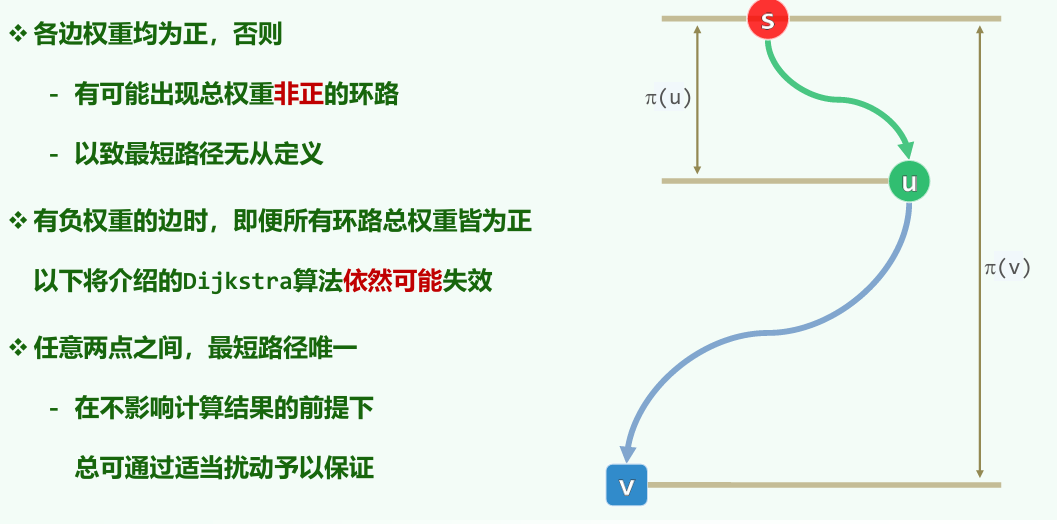 ❖ 各边权重均为正，否则
- 有可能出现总权重非正的环路
- 以致最短路径无从定义
❖ 有负权重的边时，即便所有环路总权重皆为正
以下将介绍的Dijkstra算法依然可能失效
❖ 任意两点之间，最短路径唯一
- 在不影响计算结果的前提下
总可通过适当扰动予以保证
s
π(u)
u
π(v)
v